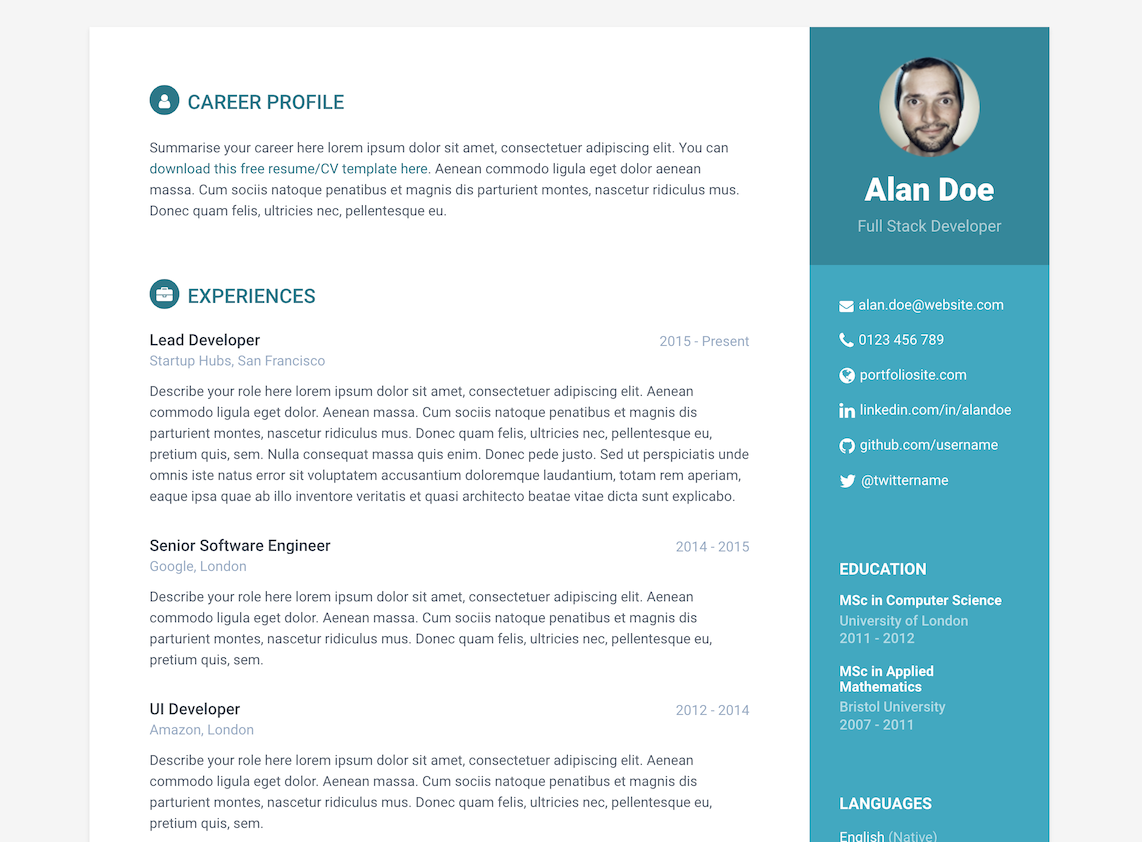 CAREER PROFILE
Summarise your career here lorem ipsum dolor sit amet, consectetuer adipiscing elit. You can
download this free resume/CV template here. Aenean commodo ligula eget dolor aenean
massa. Cum sociis natoque penatibus et magnis dis parturient montes, nascetur ridiculus mus.
Donec quam felis, ultricies nec, pellentesque eu.
EXPERIENCES
Lead Developer 2015 - Present
Startup Hubs, San Francisco
Describe your role here lorem ipsum dolor sit amet, consectetuer adipiscing elit. Aenean
commodo ligula eget dolor. Aenean massa. Cum sociis natoque penatibus et magnis dis
parturient montes, nascetur ridiculus mus. Donec quam felis, ultricies nec, pellentesque eu,
pretium quis, sem. Nulla consequat massa quis enim. Donec pede justo. Sed ut perspiciatis unde
omnis iste natus error sit voluptatem accusantium doloremque laudantium, totam rem aperiam,
eaque ipsa quae ab illo inventore veritatis et quasi architecto beatae vitae dicta sunt explicabo.
Senior Software Engineer 2014 - 2015
Google, London
Describe your role here lorem ipsum dolor sit amet, consectetuer adipiscing elit. Aenean
commodo ligula eget dolor. Aenean massa. Cum sociis natoque penatibus et magnis dis
parturient montes, nascetur ridiculus mus. Donec quam felis, ultricies nec, pellentesque eu,
pretium quis, sem.
UI Developer 2012 - 2014
Amazon, London
Describe your role here lorem ipsum dolor sit amet, consectetuer adipiscing elit. Aenean
commodo ligula eget dolor. Aenean massa. Cum sociis natoque penatibus et magnis dis
parturient montes, nascetur ridiculus mus. Donec quam felis, ultricies nec, pellentesque eu,
pretium quis, sem.
Alan Doe
Full Stack Developer
alan.doe@website.com
0123 456 789
portfoliosite.com
linkedin.com/in/alandoe
github.com/username
@twittername
EDUCATION
MSc in Computer Science
University of London
2011 - 2012
MSc in Applied
Mathematics
Bristol University
2007 - 2011
LANGUAGES
English (Native)